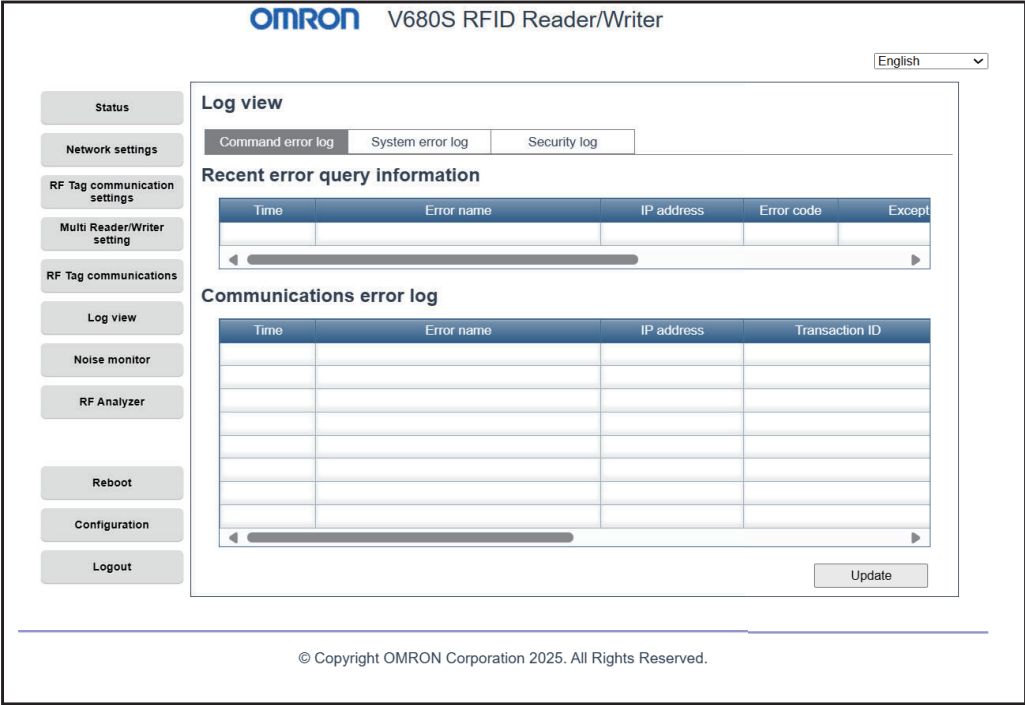 OMRON V680S RFID Reader/Writer
English
Status
Network settings
RF Tag communication
settings
Multi Reader/Writer
setting
RF Tag communications
Log view
Noise monitor
RF Analyzer
Reboot
Configuration
Logout
Log view
Command error log System error log Security log
Recent error query information
Time Error name IP address Error code Except
Communications error log
Time Error name IP address Transaction ID
Update
© Copyright OMRON Corporation 2025. All Rights Reserved.